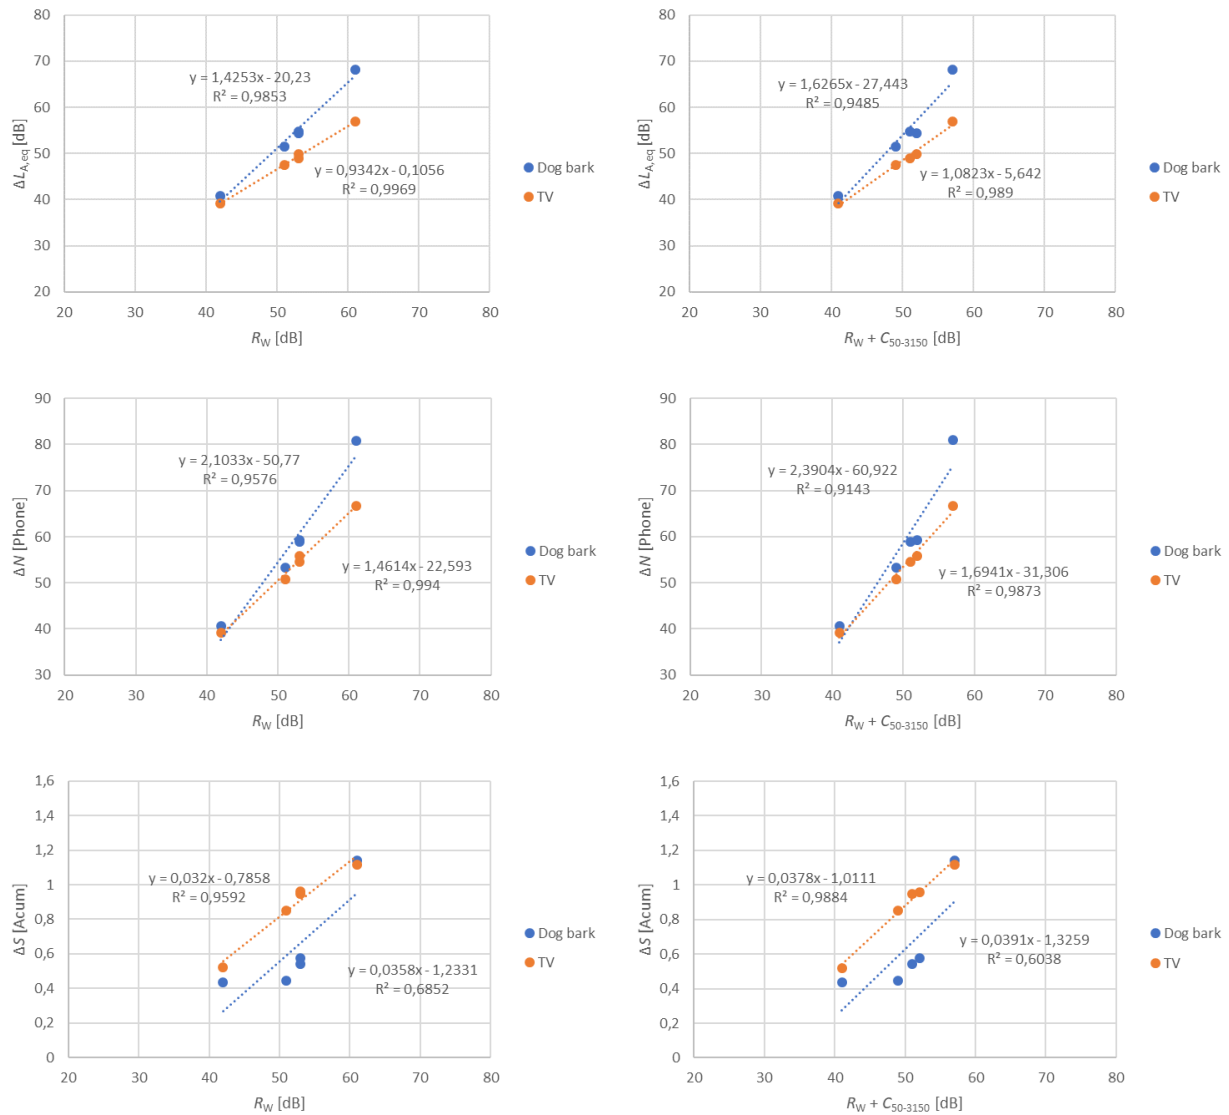 80
70
60
50
40
30
20
ΔL_A,eq [dB]
y = 1,4253x - 20,23
R² = 0,9853
y = 0,9342x - 0,1056
R² = 0,9969
Dog bark
TV
20 30 40 50 60 70 80
R_W [dB]
80
70
60
50
40
30
20
ΔL_A,eq [dB]
y = 1,6265x - 27,443
R² = 0,9485
y = 1,0823x - 5,642
R² = 0,989
Dog bark
TV
20 30 40 50 60 70 80
R_W + C_50-3150 [dB]
90
80
70
60
50
40
30
ΔN [Phone]
y = 2,1033x - 50,77
R² = 0,9576
y = 1,4614x - 22,593
R² = 0,994
Dog bark
TV
20 30 40 50 60 70 80
R_W [dB]
90
80
70
60
50
40
30
ΔN [Phone]
y = 2,3904x - 60,922
R² = 0,9143
y = 1,6941x - 31,306
R² = 0,9873
Dog bark
TV
20 30 40 50 60 70 80
R_W + C_50-3150 [dB]
1,6
1,4
1,2
1
0,8
0,6
0,4
0,2
0
ΔS [Acum]
y = 0,032x - 0,7858
R² = 0,9592
y = 0,0358x - 1,2331
R² = 0,6852
Dog bark
TV
20 30 40 50 60 70 80
R_W [dB]
1,6
1,4
1,2
1
0,8
0,6
0,4
0,2
0
ΔS [Acum]
y = 0,0378x - 1,0111
R² = 0,9884
y = 0,0391x - 1,3259
R² = 0,6038
Dog bark
TV
20 30 40 50 60 70 80
R_W + C_50-3150 [dB]